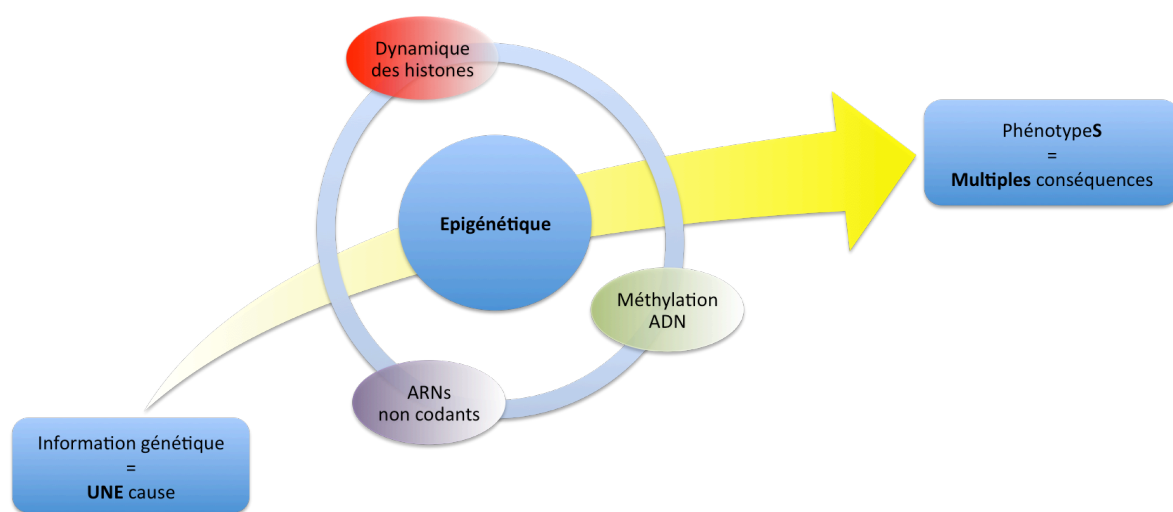 Dynamique
des histones
PhénotypeS
=
Multiples conséquences
Epigénétique
Méthylation
ADN
ARNs
non codants
Information génétique
=
UNE cause